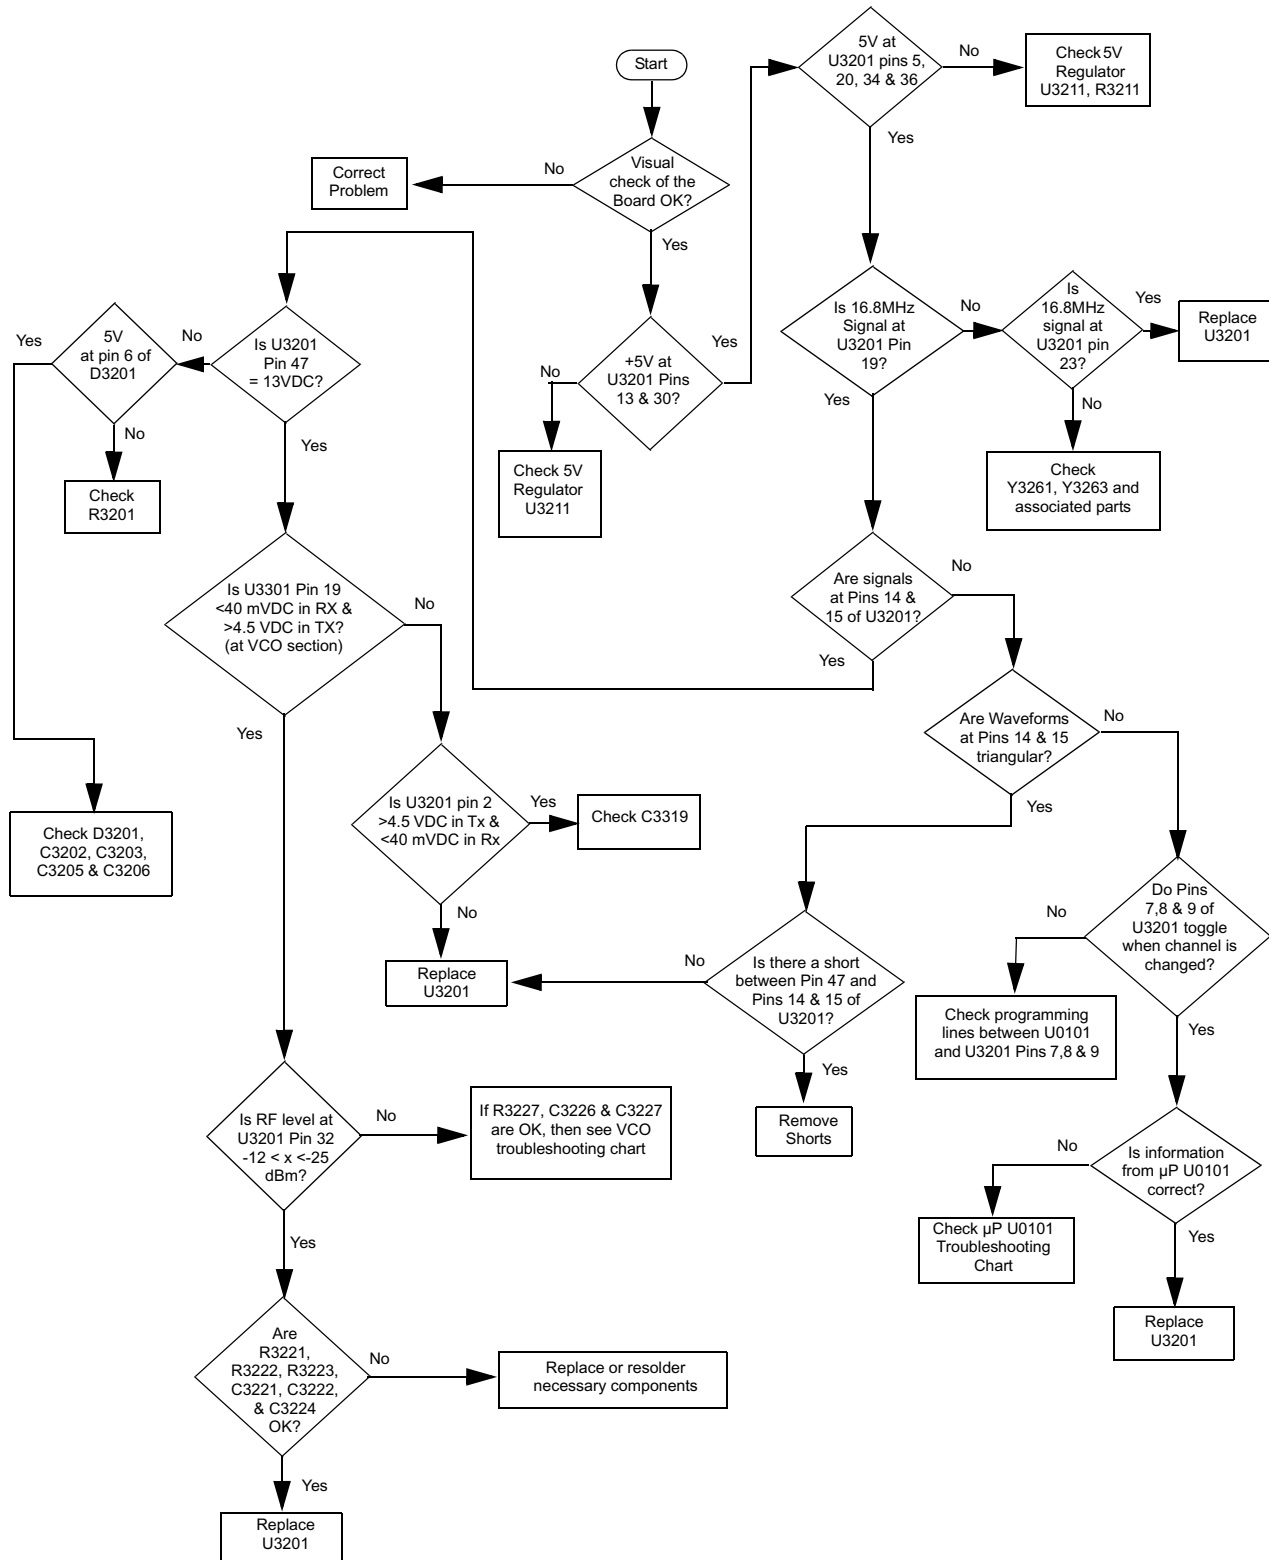 Start
Visual
check of the
Board OK?
No
Correct
Problem
Yes
+5V at
U3201 Pins
13 & 30?
No
Check 5V
Regulator
U3211
Yes
5V at
U3201 pins 5,
20, 34 & 36
No
Check 5V
Regulator
U3211, R3211
Yes
Is 16.8MHz
Signal at
U3201 Pin
19?
No
Is
16.8MHz
signal at
U3201 pin
23?
Yes
Replace
U3201
No
Check
Y3261, Y3263 and
associated parts
Yes
Are signals
at Pins 14 &
15 of U3201?
No
Yes
Are Waveforms
at Pins 14 & 15
triangular?
No
Yes
Do Pins
7,8 & 9 of
U3201 toggle
when channel is
changed?
No
Check programming
lines between U0101
and U3201 Pins 7,8 & 9
Yes
Is information
from µP U0101
correct?
No
Check µP U0101
Troubleshooting
Chart
Yes
Replace
U3201
Is there a short
between Pin 47 and
Pins 14 & 15 of
U3201?
No
Yes
Remove
Shorts
Is U3201
Pin 47
= 13VDC?
No
5V
at pin 6 of
D3201
Yes
No
Check
R3201
Check D3201,
C3202, C3203,
C3205 & C3206
Yes
Is U3301 Pin 19
<40 mVDC in RX &
>4.5 VDC in TX?
(at VCO section)
No
Yes
Is U3201 pin 2
>4.5 VDC in Tx &
<40 mVDC in Rx
Yes
Check C3319
No
Replace
U3201
Is RF level at
U3201 Pin 32
-12 < x <-25
dBm?
No
If R3227, C3226 & C3227
are OK, then see VCO
troubleshooting chart
Yes
Are
R3221,
R3222, R3223,
C3221, C3222,
& C3224
OK?
No
Replace or resolder
necessary components
Yes
Replace
U3201